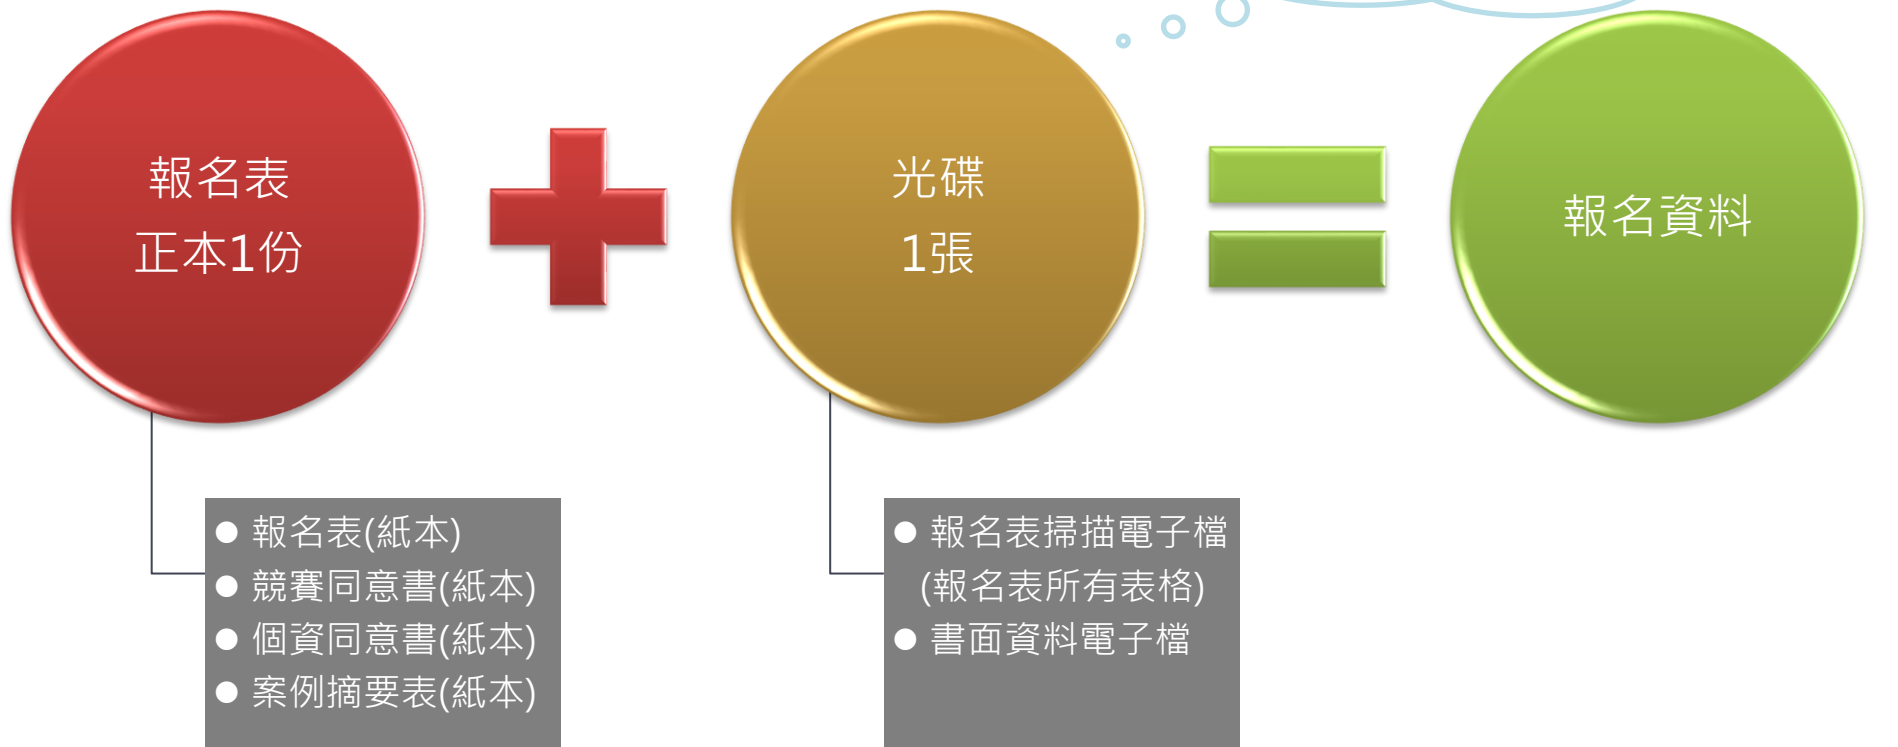 報名表
正本1份
光碟
1張
報名資料
● 報名表(紙本)
● 競賽同意書(紙本)
● 個資同意書(紙本)
● 案例摘要表(紙本)
● 報名表掃描電子檔
(報名表所有表格)
● 書面資料電子檔